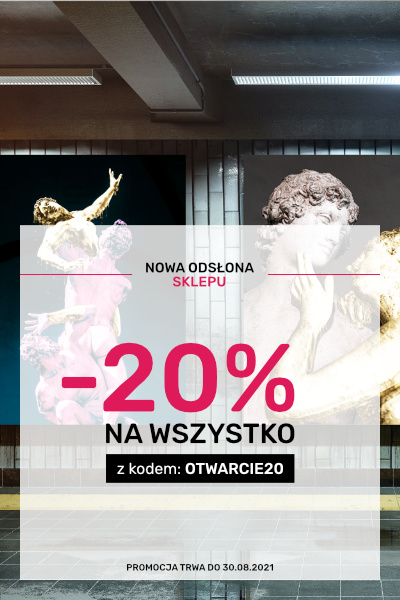 NOWA ODSŁONA
SKLEPU
-20%
NA WSZYSTKO
z kodem: OTWARCIE20
PROMOCJA TRWA DO 30.08.2021